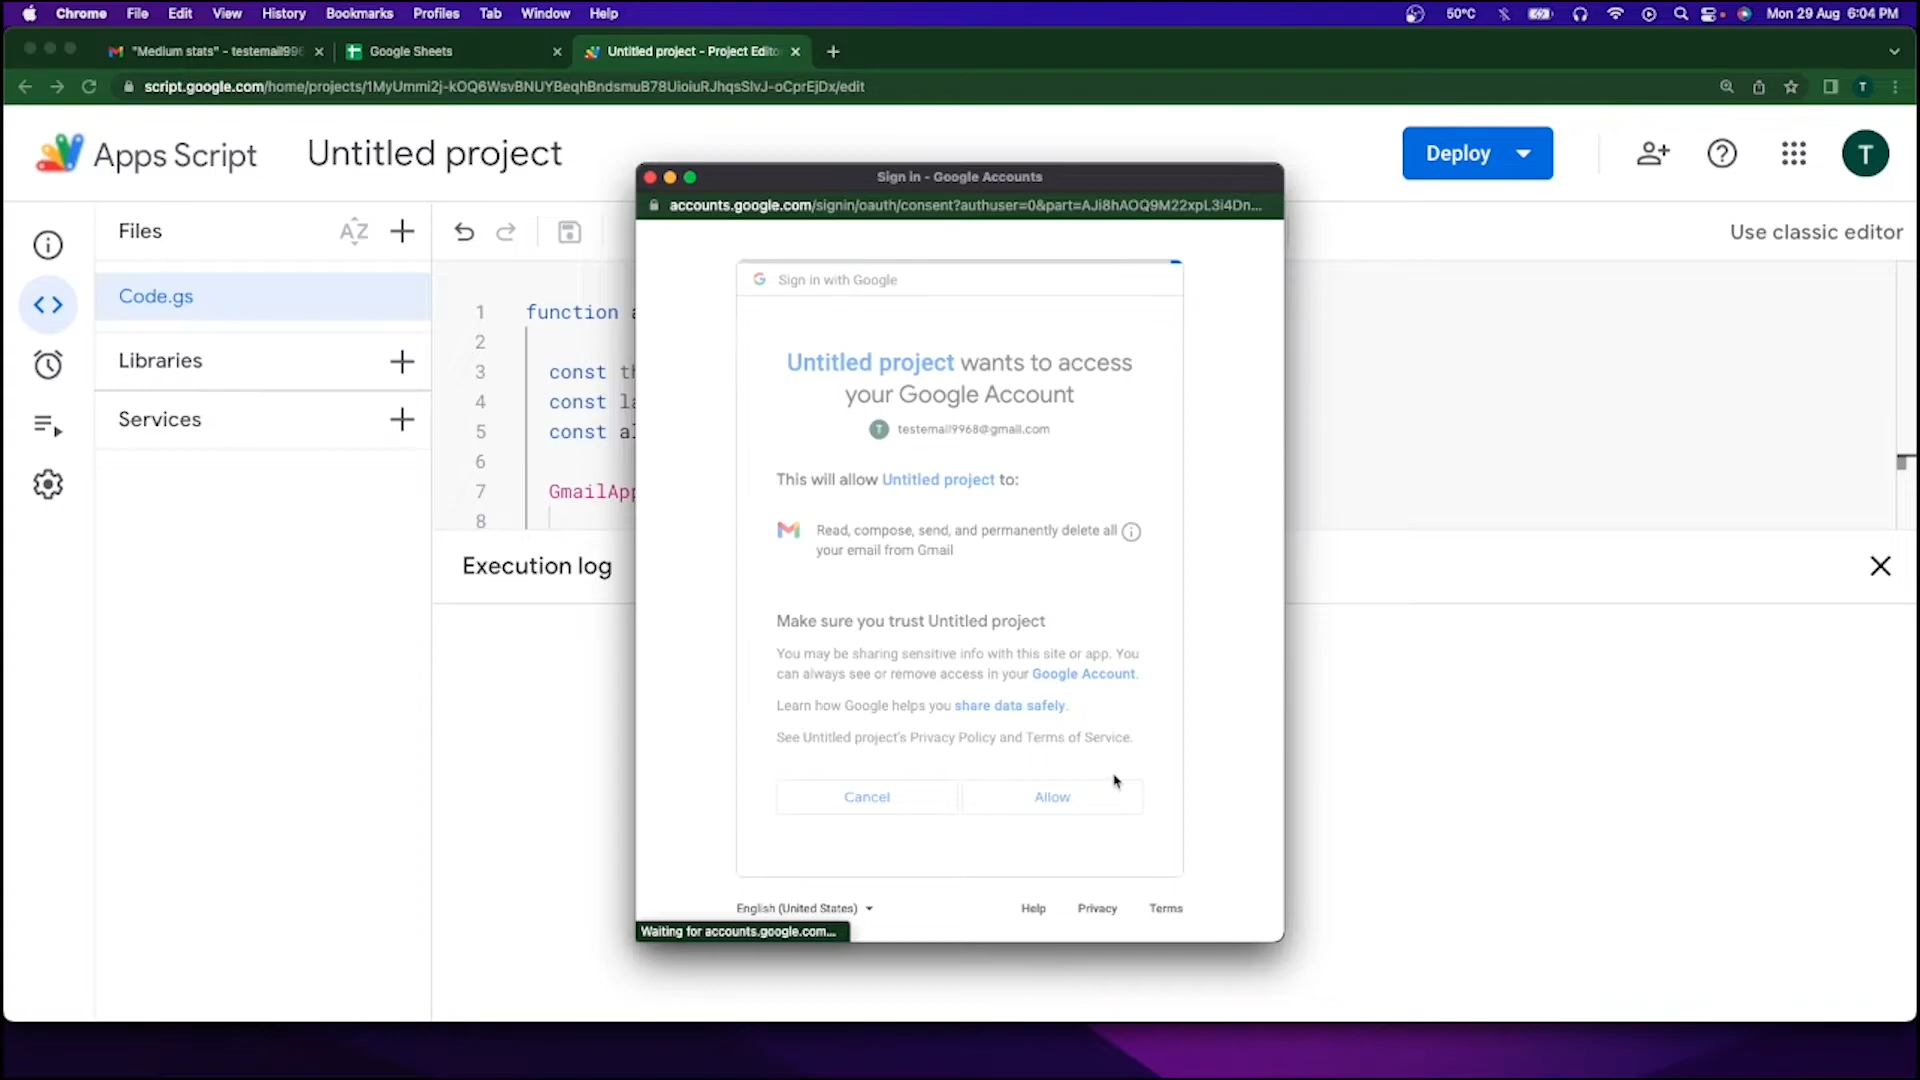 Chrome File Edit View History Bookmarks Profiles Tab Window Help 50°C Mon 29 Aug 6:04 PM
"Medium stats" - testemail996 Google Sheets Untitled project - Project Edito
script.google.com/home/projects/1MyUmmi2j-kOQ6WsvBNUYBeqhBndsmuB78UioiuRJhqsSIvJ-oCprEjDx/edit T
Apps Script Untitled project Deploy T
Sign in - Google Accounts
accounts.google.com/signin/oauth/consent?authuser=0&part=AJi8hAOQ9M22xpL3i4Dn...
Files AZ Use classic editor
Code.gs
Libraries
Services
1 function
2
3 const th
4 const la
5 const al
6
7 GmailApp
8
Execution log
Sign in with Google
Untitled project wants to access
your Google Account
T testemail9968@gmail.com
This will allow Untitled project to:
Read, compose, send, and permanently delete all
your email from Gmail
Make sure you trust Untitled project
You may be sharing sensitive info with this site or app. You
can always see or remove access in your Google Account.
Learn how Google helps you share data safely.
See Untitled project's Privacy Policy and Terms of Service.
Cancel Allow
English (United States) Help Privacy Terms
Waiting for accounts.google.com...